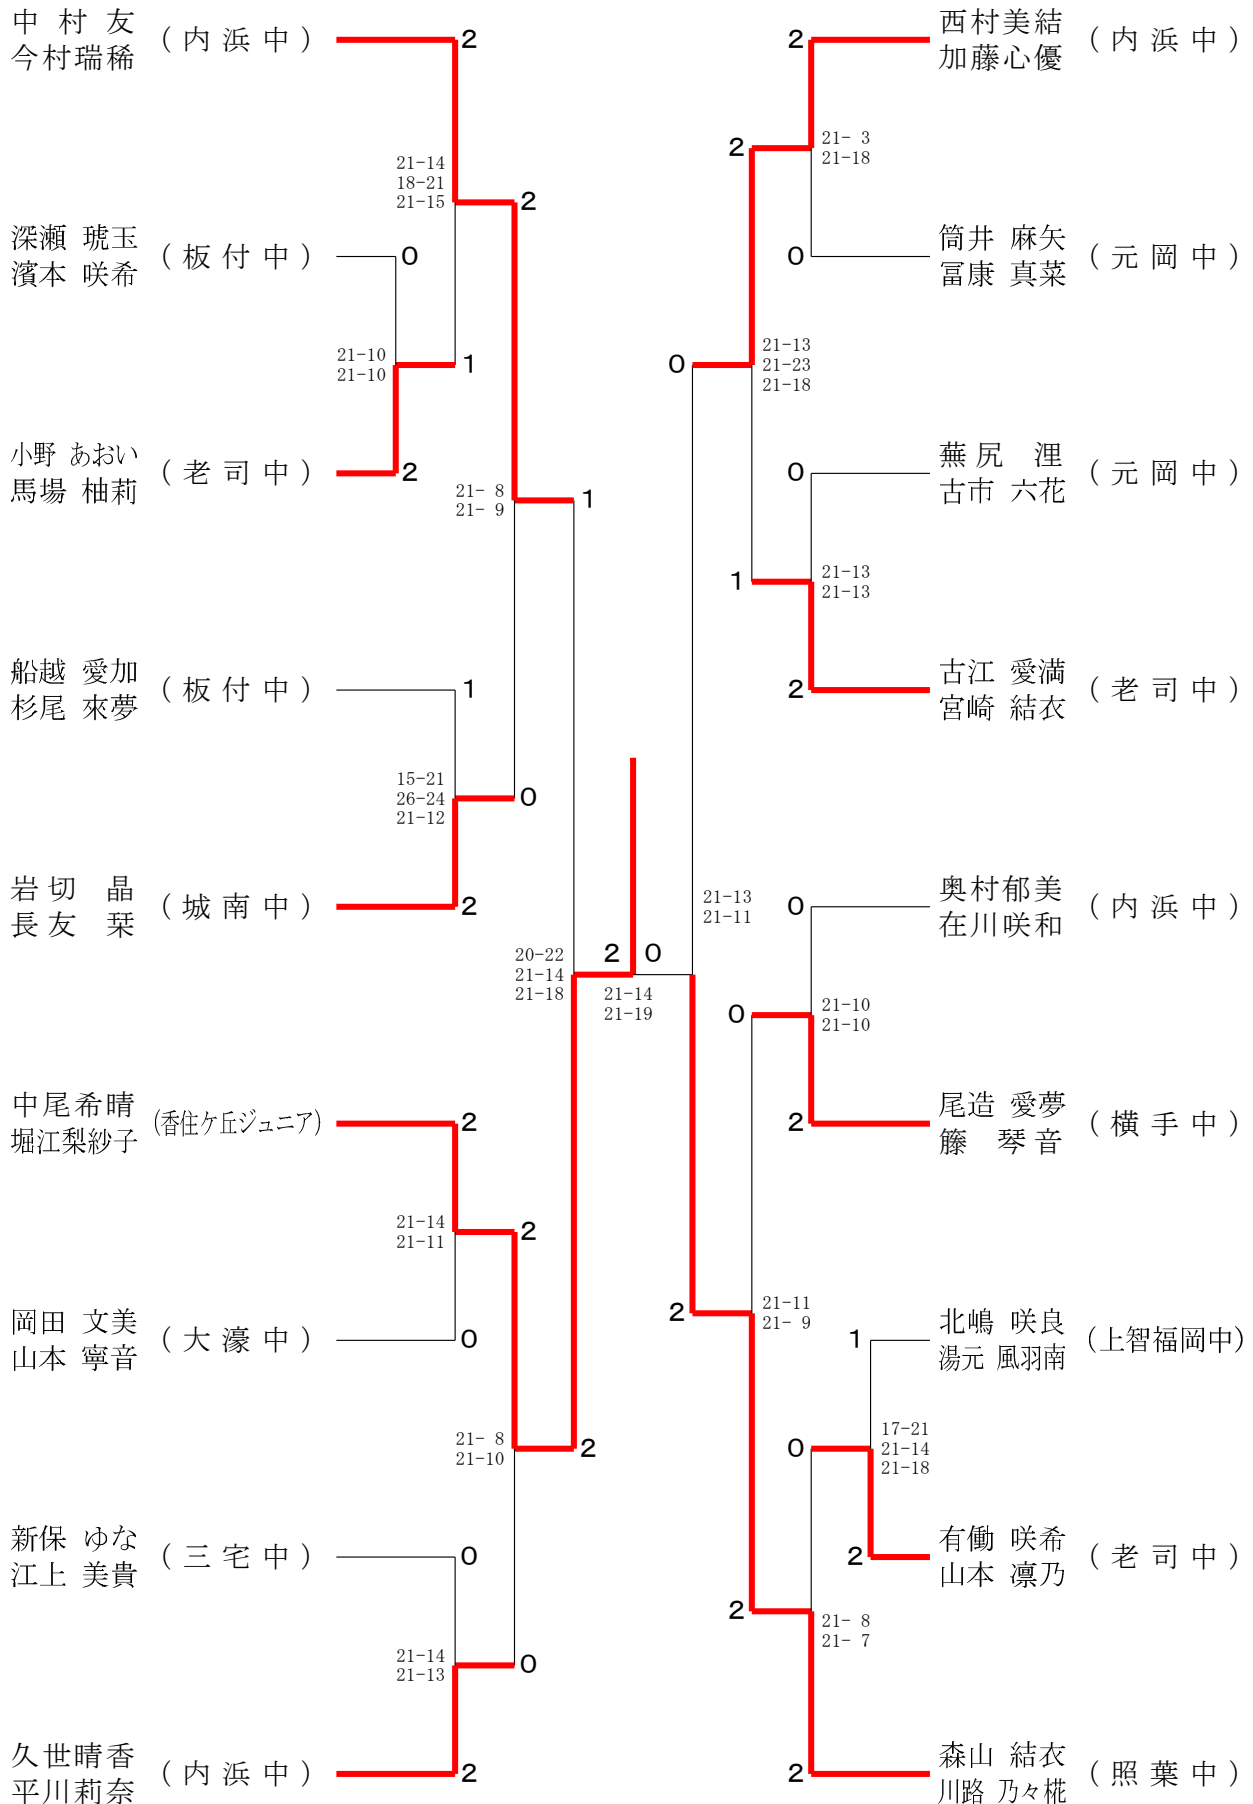 中村 友
今村瑞稀
(内浜中)
2
21-14
18-21
21-15
2
深瀬 琥玉
濱本 咲希
(板付中)
0
21-10
21-10
1
小野 あおい
馬場 柚莉
(老司中)
2
21- 8
21- 9
1
船越 愛加
杉尾 來夢
(板付中)
1
15-21
26-24
21-12
0
岩切 晶
長友 栞
(城南中)
2
20-22
21-14
21-18
2 0
21-14
21-19
中尾希晴
堀江梨紗子
(香住ケ丘ジュニア)
2
21-14
21-11
2
岡田 文美
山本 寧音
(大濠中)
0
21- 8
21-10
2
新保 ゆな
江上 美貴
(三宅中)
0
21-14
21-13
0
久世晴香
平川莉奈
(内浜中)
2
西村美結
加藤心優
(内浜中)
2
2
21- 3
21-18
筒井 麻矢
冨康 真菜
(元岡中)
0
0
21-13
21-23
21-18
蕪尻 浬
古市 六花
(元岡中)
0
1
21-13
21-13
古江 愛満
宮崎 結衣
(老司中)
2
21-13
21-11
奥村郁美
在川咲和
(内浜中)
0
0
21-10
21-10
尾造 愛夢
籐 琴音
(横手中)
2
2
21-11
21- 9
北嶋 咲良
湯元 風羽南
(上智福岡中)
1
0
17-21
21-14
21-18
有働 咲希
山本 凛乃
(老司中)
2
2
21- 8
21- 7
森山 結衣
川路 乃々椛
(照葉中)
2